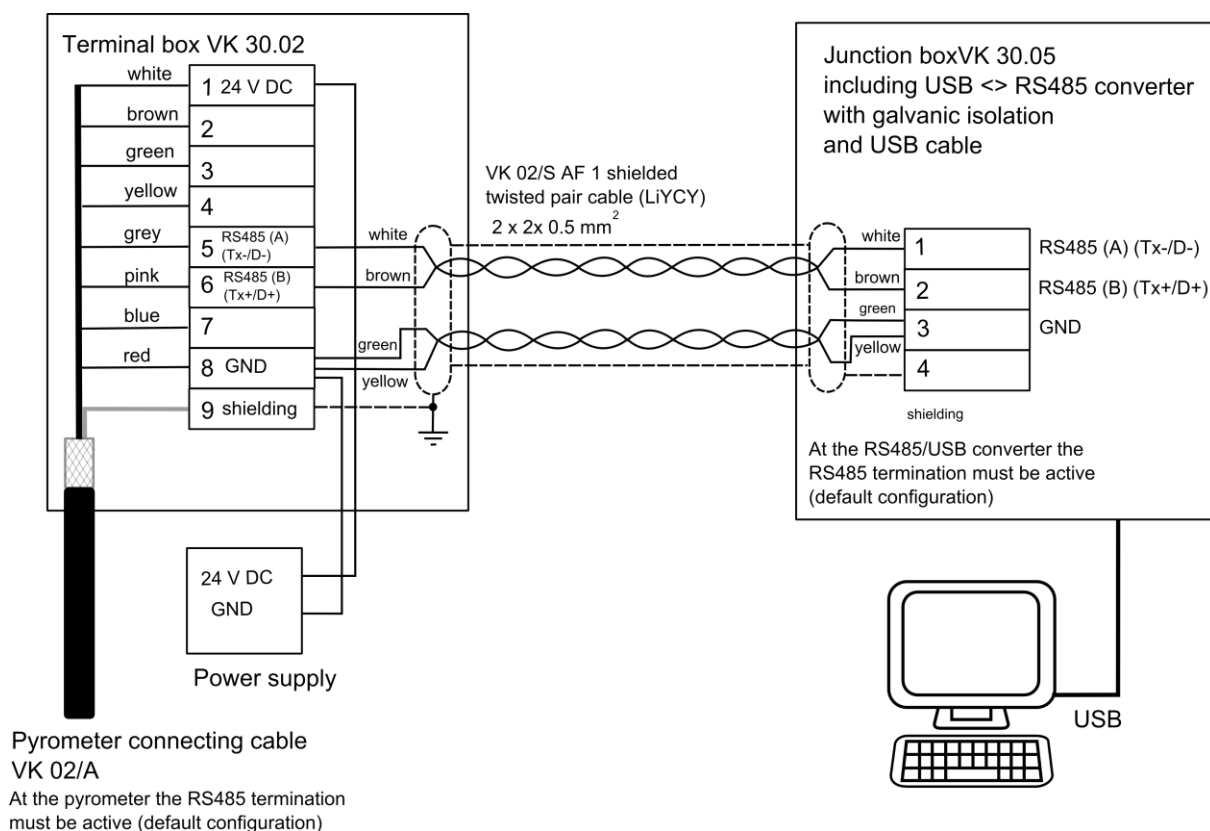 Terminal box VK 30.02
white
1 24 V DC
brown
2
green
3
yellow
4
grey
5 RS485 (A)
(Tx-/D-)
pink
6 RS485 (B)
(Tx+/D+)
blue
7
red
8 GND
9 shielding
white
brown
green
yellow
VK 02/S AF 1 shielded
twisted pair cable (LiYCY)
2 x 2x 0.5 mm²
Junction boxVK 30.05
including USB <> RS485 converter
with galvanic isolation
and USB cable
white
1
RS485 (A) (Tx-/D-)
brown
2
RS485 (B) (Tx+/D+)
green
3
GND
yellow
4
shielding
At the RS485/USB converter the
RS485 termination must be active
(default configuration)
24 V DC
GND
Power supply
USB
Pyrometer connecting cable
VK 02/A
At the pyrometer the RS485 termination
must be active (default configuration)